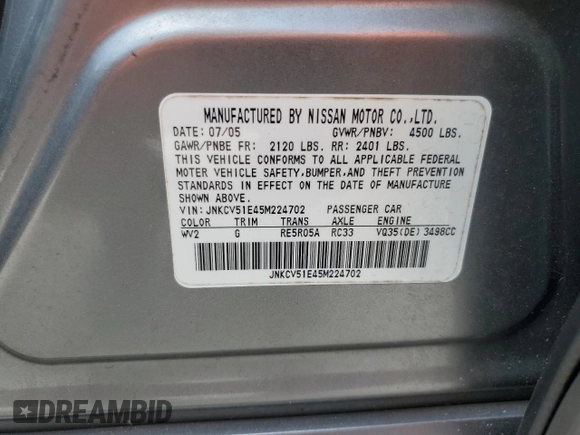 MANUFACTURED BY NISSAN MOTOR CO.,LTD.
DATE: 07/05 GVWR/PNBV: 4500 LBS.
GAWR/PNBE FR: 2120 LBS. RR: 2401 LBS.
THIS VEHICLE CONFORMS TO ALL APPLICABLE FEDERAL
MOTER VEHICLE SAFETY,BUMPER,AND THEFT PREVENTION
STANDARDS IN EFFECT ON THE DATE OF MANUFACTURE
SHOWN ABOVE.
VIN: JNKCV51E45M224702 PASSENGER CAR
COLOR TRIM TRANS AXLE ENGINE
WV2 G RE5R05A RC33 VQ35(DE) 3498CC
JNKCV51E45M224702
DREAMBID